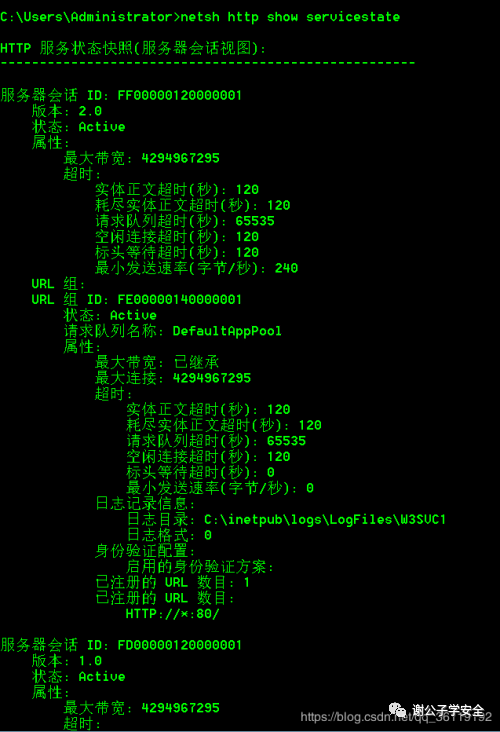 C:\Users\Administrator>netsh http show servicestate
HTTP 服务状态快照(服务器会话视图):
----------------------------------------------------
服务器会话 ID: FF00000120000001
版本: 2.0
状态: Active
属性:
最大带宽: 4294967295
超时:
实体正文超时(秒): 120
耗尽实体正文超时(秒): 120
请求队列超时(秒): 65535
空闲连接超时(秒): 120
标头等待超时(秒): 120
最小发送速率(字节/秒): 240
URL 组:
URL 组 ID: FE00000140000001
状态: Active
请求队列名称: DefaultAppPool
属性:
最大带宽: 已继承
最大连接: 4294967295
超时:
实体正文超时(秒): 120
耗尽实体正文超时(秒): 120
请求队列超时(秒): 65535
空闲连接超时(秒): 120
标头等待超时(秒): 0
最小发送速率(字节/秒): 0
日志记录信息:
日志目录: C:\inetpub\logs\LogFiles\W3SVC1
日志格式: 0
身份验证配置:
启用的身份验证方案:
已注册的 URL 数目: 1
已注册的 URL 数目:
HTTP://*:80/
服务器会话 ID: FD00000120000001
版本: 1.0
状态: Active
属性:
最大带宽: 4294967295
超时:
谢公子学安全
https://blog.csdn.net/qq_36119192